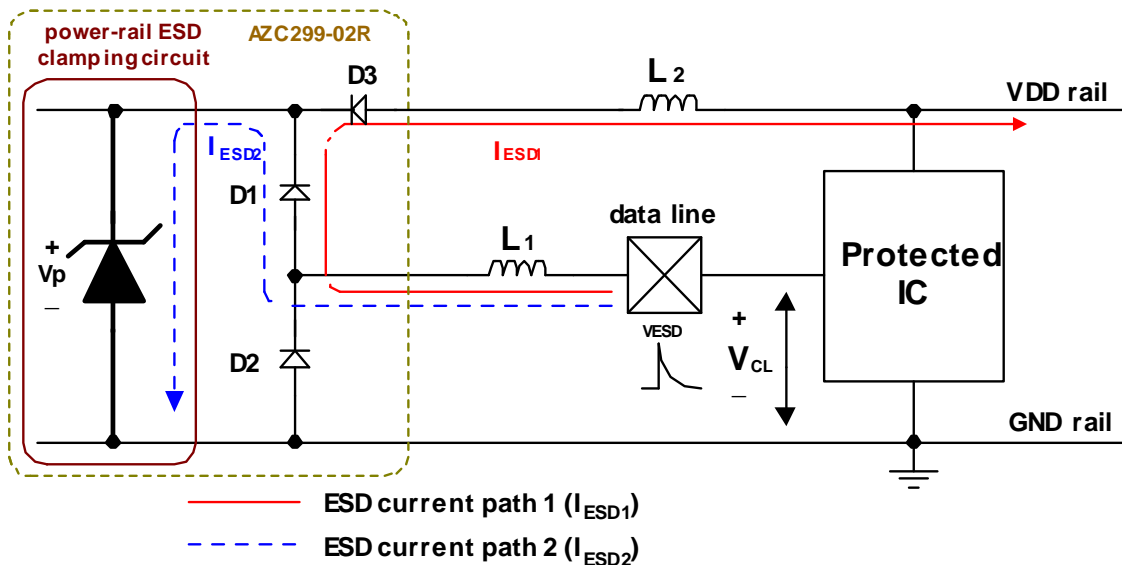 power-rail ESD
clamping circuit
AZC299-02R
D3
L2
VDD rail
IESD2
IESD1
D1
data line
L1
Protected
IC
+
Vp
_
VESD
+
VCL
_
D2
GND rail
ESD current path 1 (IESD1)
ESD current path 2 (IESD2)